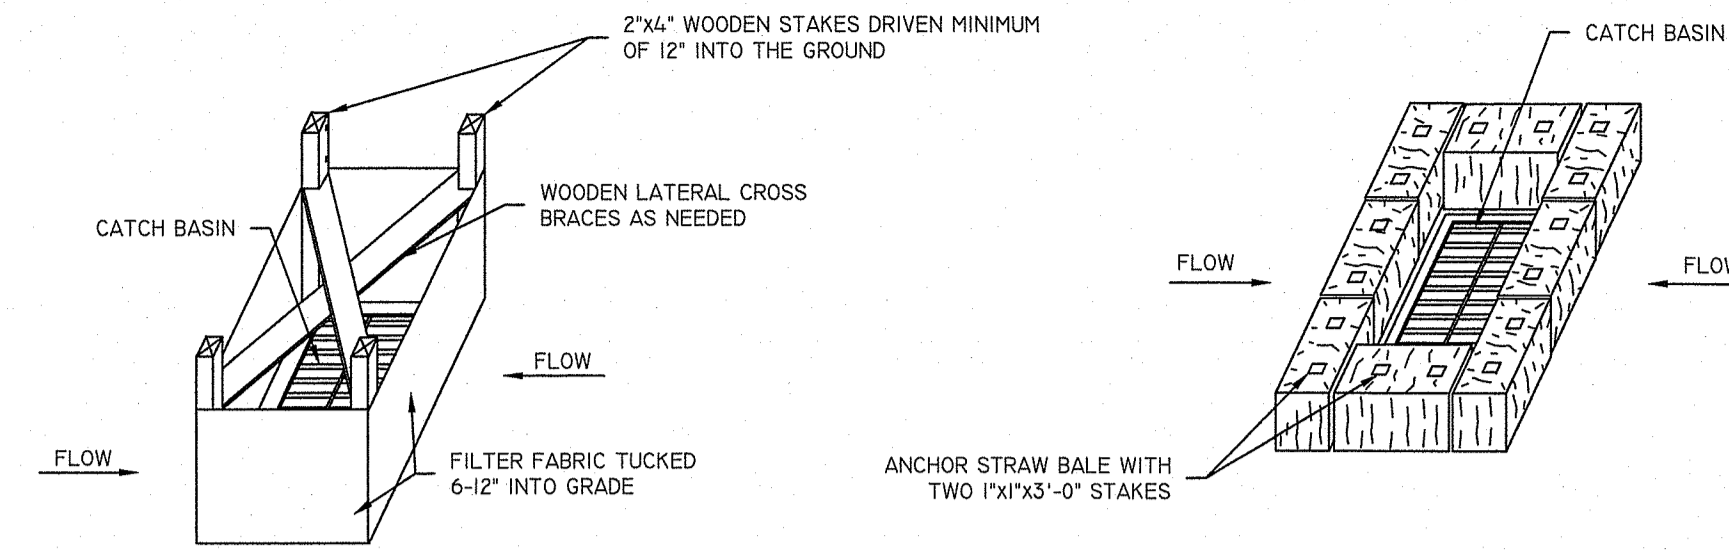 2"x4" WOODEN STAKES DRIVEN MINIMUM
OF 12" INTO THE GROUND
WOODEN LATERAL CROSS
BRACES AS NEEDED
CATCH BASIN
FLOW
FLOW
FILTER FABRIC TUCKED
6-12" INTO GRADE
CATCH BASIN
FLOW
FLOW
ANCHOR STRAW BALE WITH
TWO 1"x1"x3'-0" STAKES